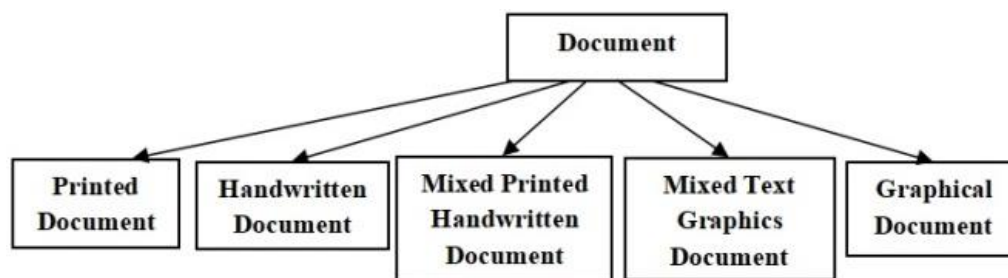 Document
Printed
Document
Handwritten
Document
Mixed Printed
Handwritten
Document
Mixed Text
Graphics
Document
Graphical
Document